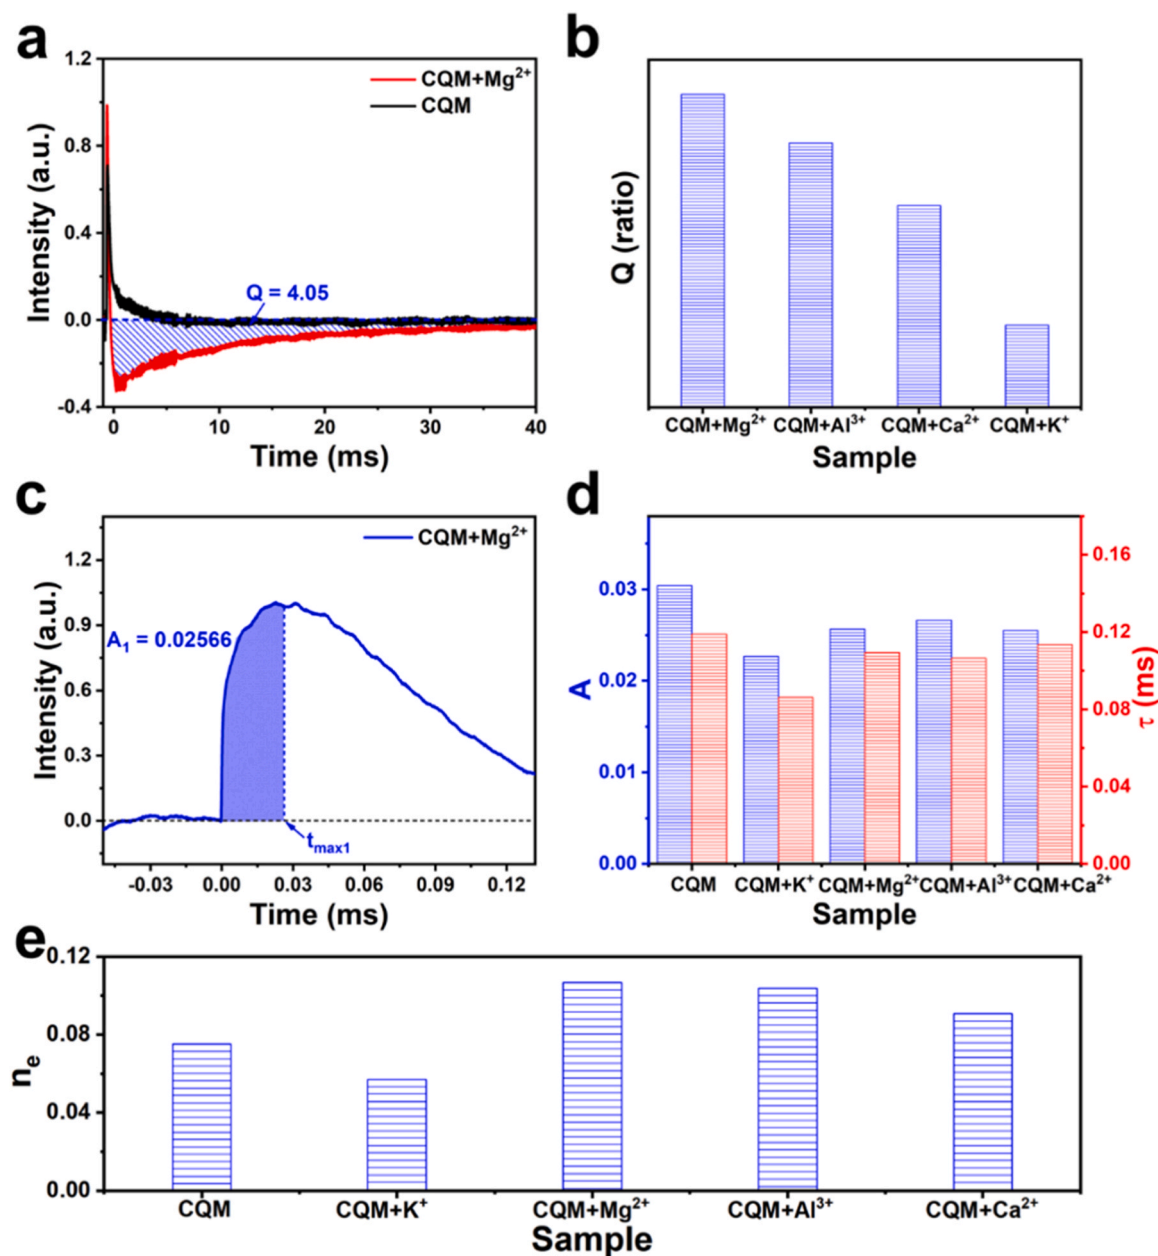 a
1.2
0.8
0.4
0.0
-0.4
Intensity (a.u.)
CQM+Mg²⁺
CQM
Q = 4.05
0
10
20
30
40
Time (ms)
b
Q (ratio)
CQM+Mg²⁺
CQM+Al³⁺
CQM+Ca²⁺
CQM+K⁺
Sample
c
1.2
0.9
0.6
0.3
0.0
Intensity (a.u.)
CQM+Mg²⁺
A₁ = 0.02566
tmax1
-0.03
0.00
0.03
0.06
0.09
0.12
Time (ms)
d
0.03
0.02
0.01
0.00
A
0.16
0.12
0.08
0.04
0.00
τ (ms)
CQM
CQM+K⁺
CQM+Mg²⁺
CQM+Al³⁺
CQM+Ca²⁺
Sample
e
0.12
0.08
0.04
0.00
nₑ
CQM
CQM+K⁺
CQM+Mg²⁺
CQM+Al³⁺
CQM+Ca²⁺
Sample